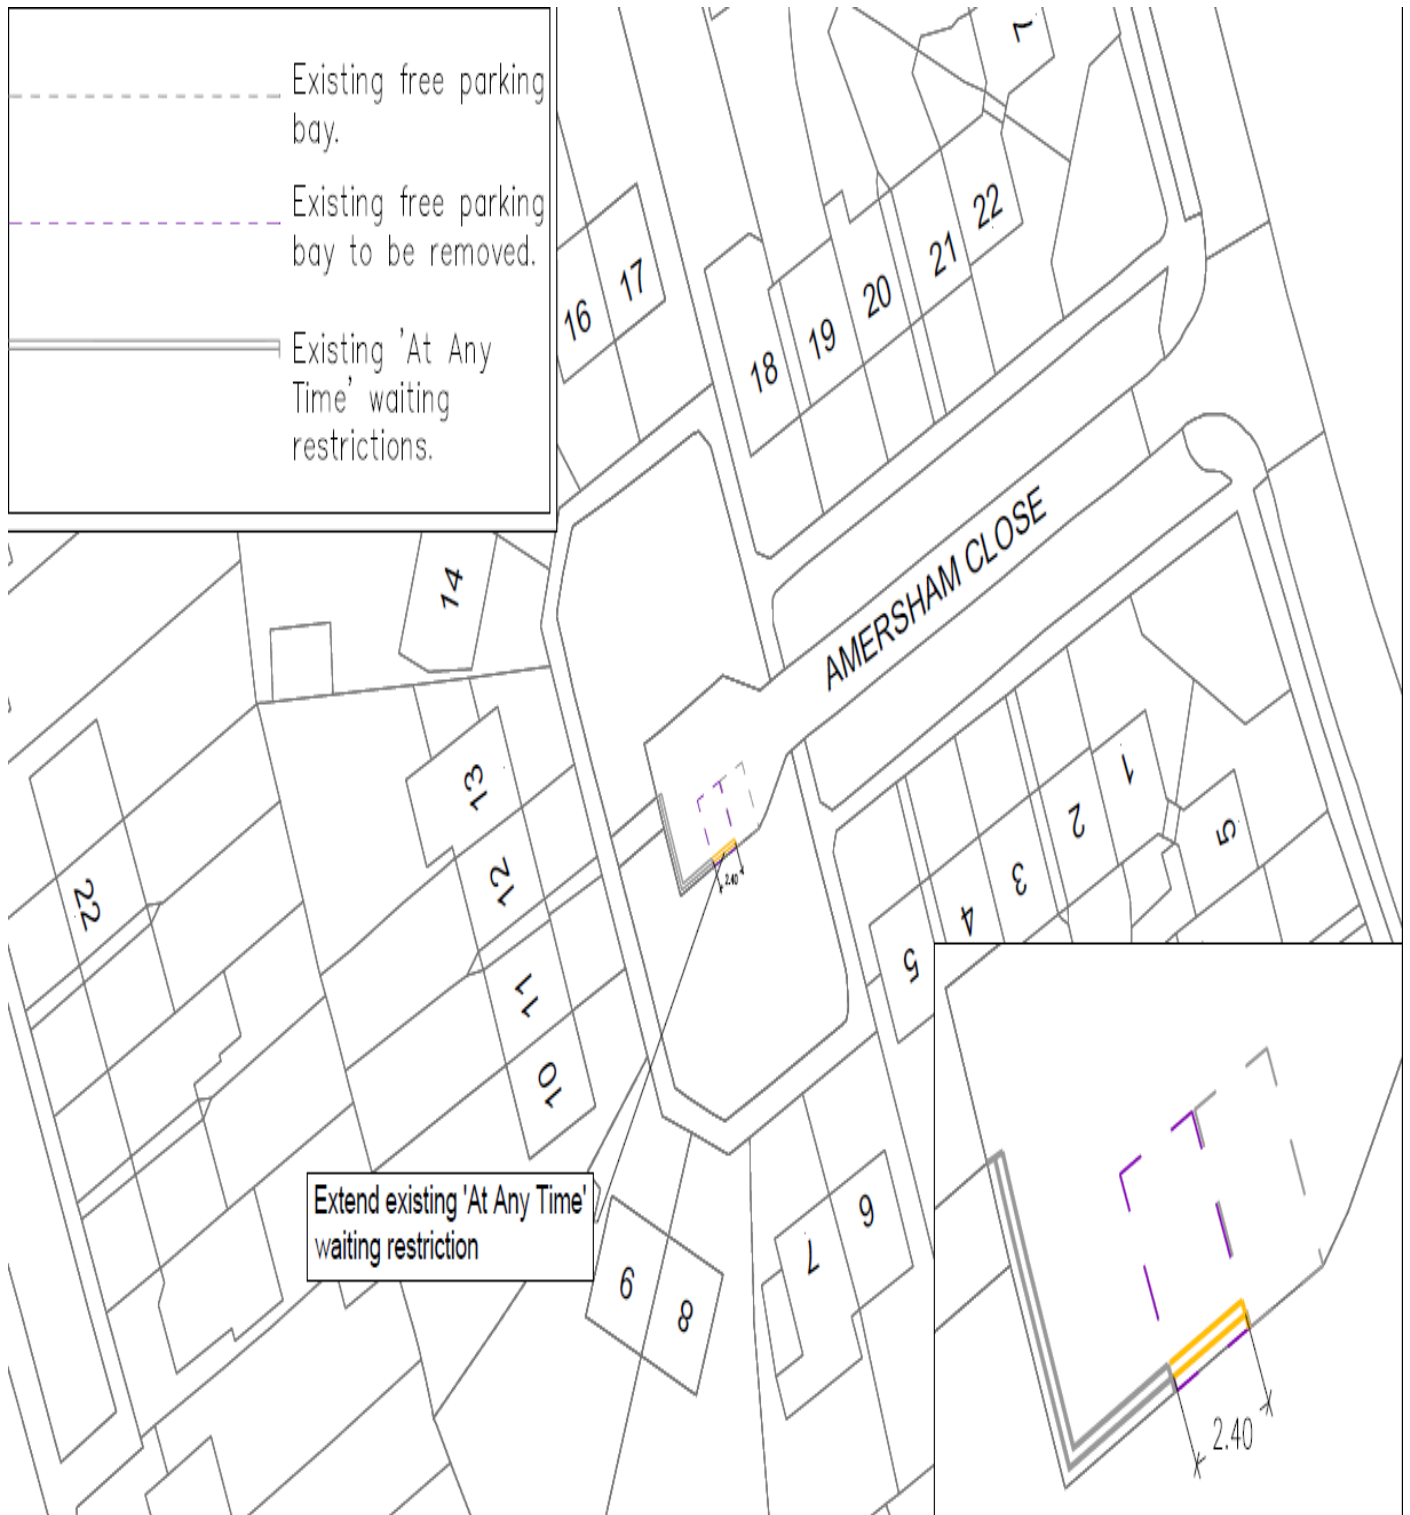 Existing free parking
bay.
Existing free parking
bay to be removed.
Existing 'At Any
Time' waiting
restrictions.
7
22
21
20
19
18
17
16
14
AMERSHAM CLOSE
13
12
11
10
22
1
2
3
4
5
5
2.40
Extend existing 'At Any Time'
waiting restriction
6
7
8
9
2.40